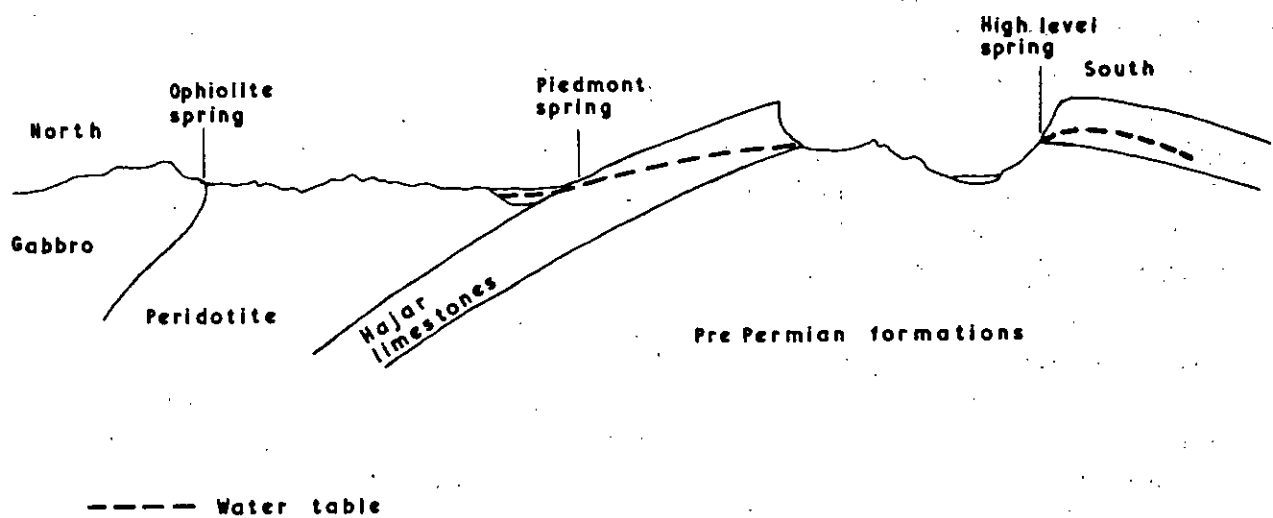 North
Ophiolite
spring
Piedmont
spring
High level
spring
South
Gabbro
Peridotite
Hajar
limestones
Pre Permian formations
Water table